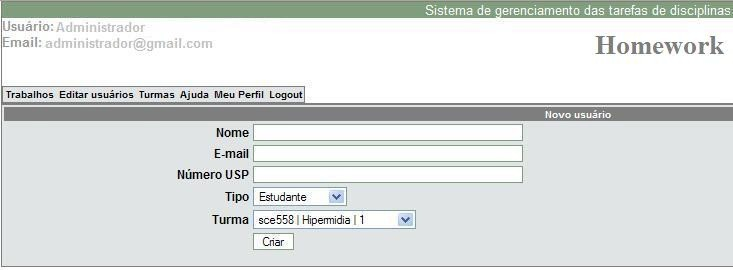 Sistema de gerenciamento das tarefas de disciplinas-
Usuário: Administrador
Email: administrador@gmail.com
Homework
Trabalhos Editar usuários Turmas Ajuda Meu Perfil Logout
Novo usuário
Nome
E-mail
Número USP
Tipo Estudante
Turma sce558 | Hipermidia | 1
Criar